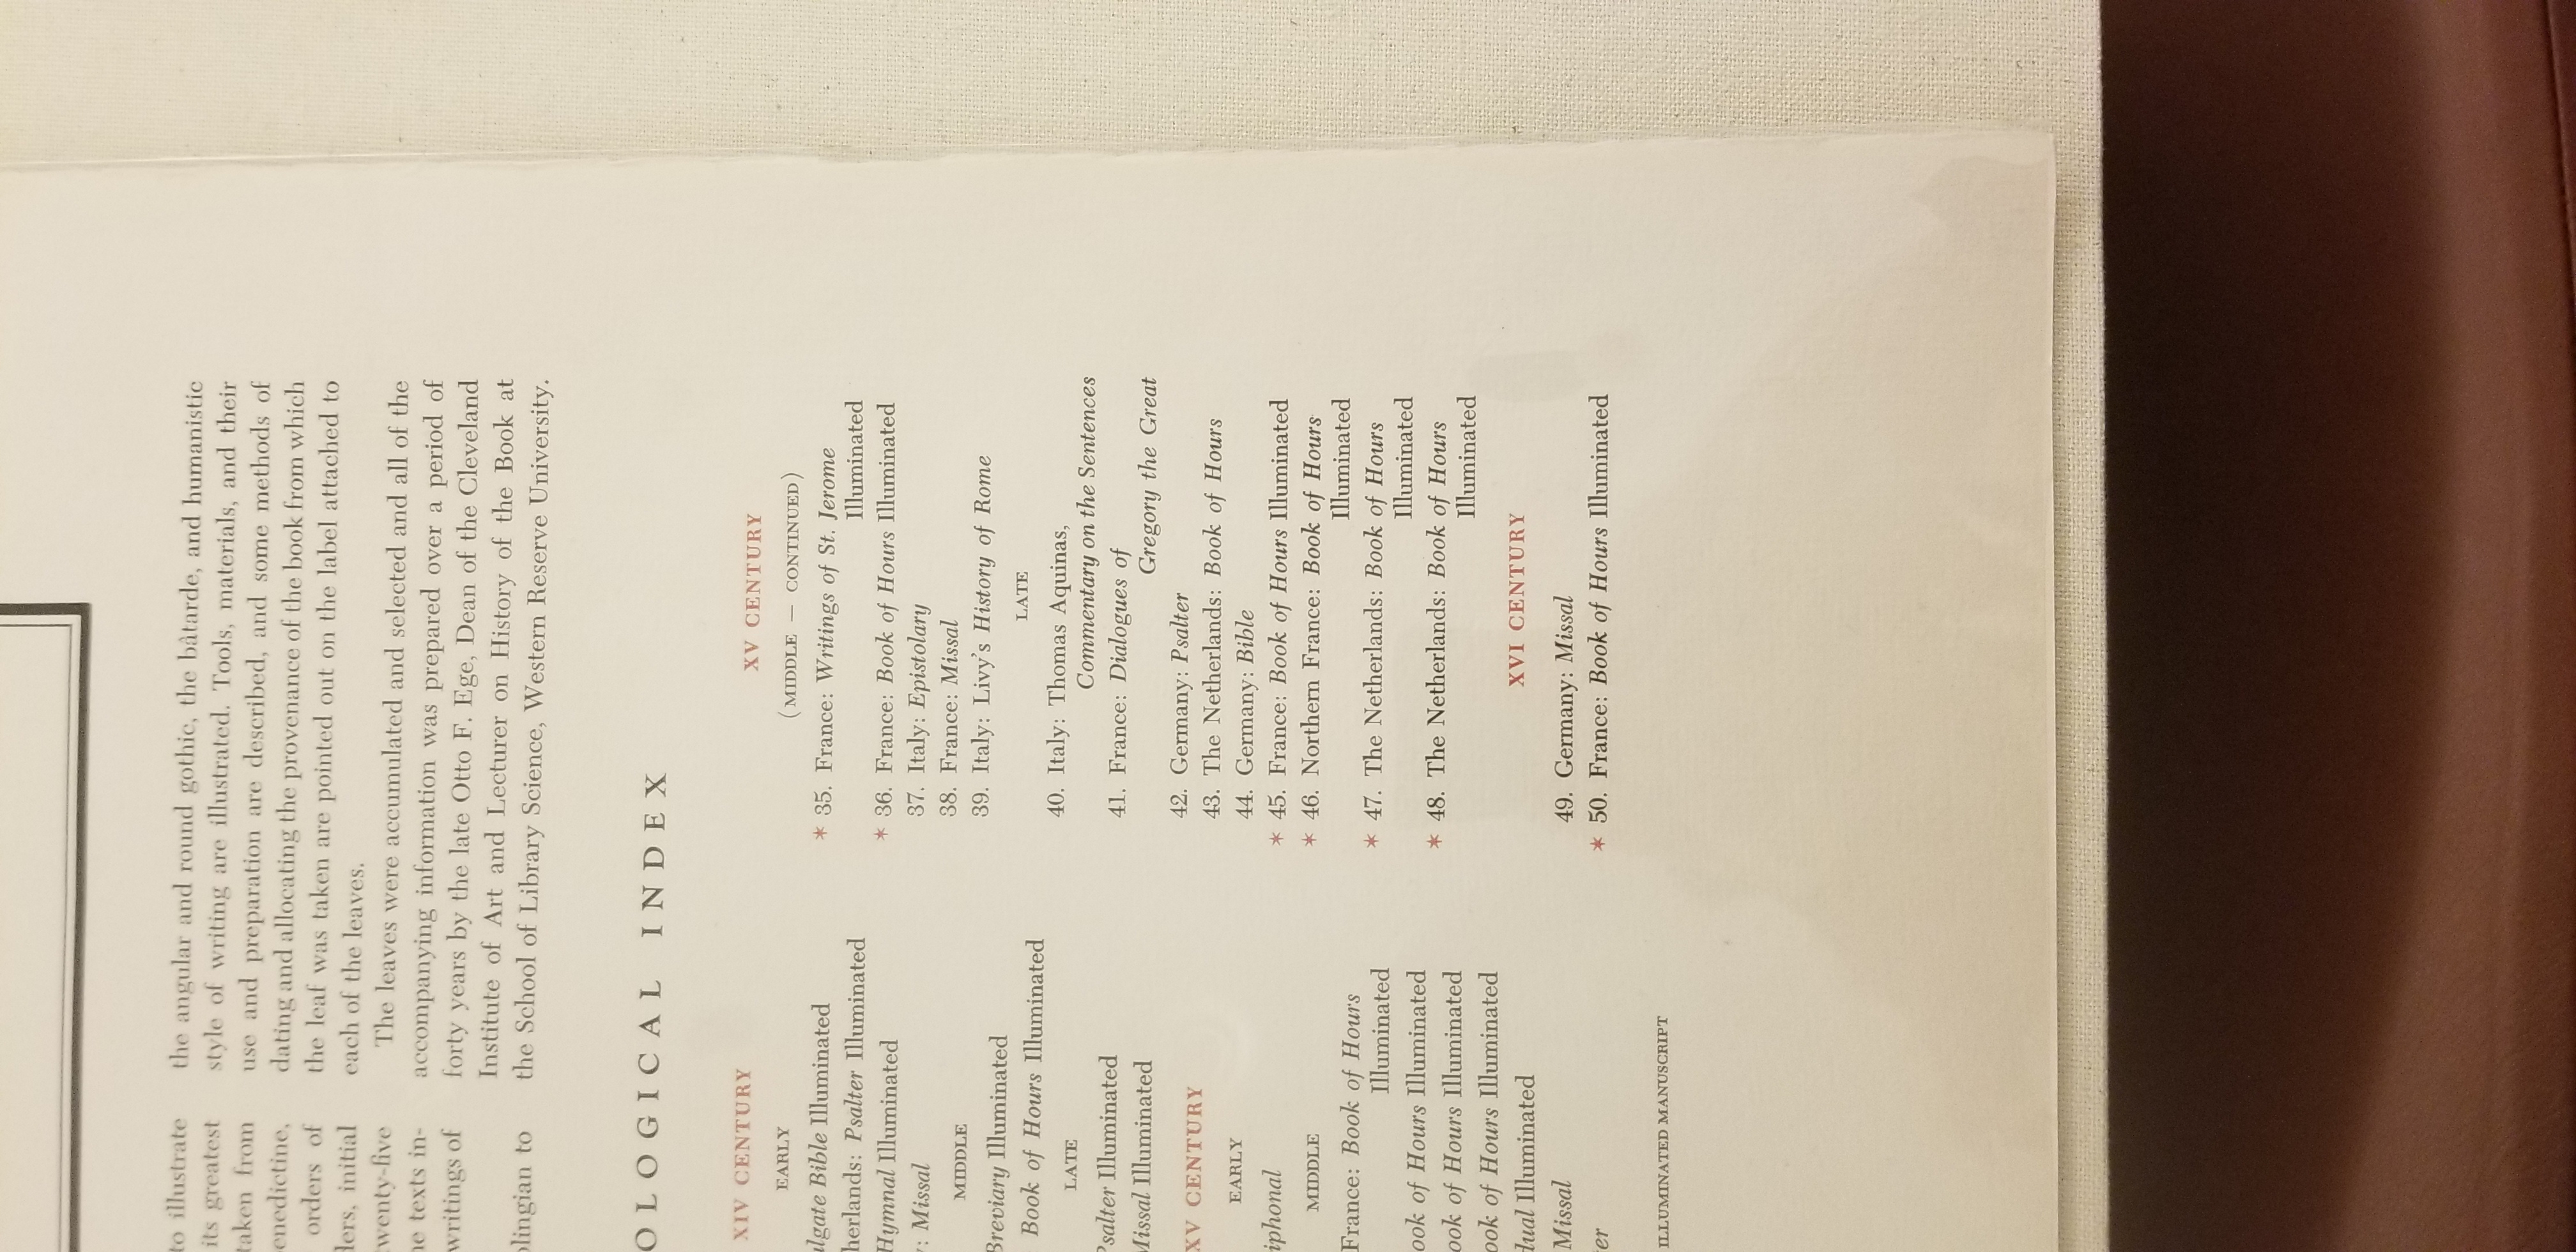 to illustrate
its greatest
taken from
enedictine,
orders of
ders, initial
twenty-five
he texts in-
writings of
olingian to
the angular and round gothic, the bâtarde, and humanistic
style of writing are illustrated. Tools, materials, and their
use and preparation are described, and some methods of
dating and allocating the provenance of the book from which
the leaf was taken are pointed out on the label attached to
each of the leaves.
The leaves were accumulated and selected and all of the
accompanying information was prepared over a period of
forty years by the late Otto F. Ege, Dean of the Cleveland
Institute of Art and Lecturer on History of the Book at
the School of Library Science, Western Reserve University.
OLOGICAL INDEX
XIV CENTURY
EARLY
ulgate Bible Illuminated
herlands: Psalter Illuminated
Hymnal Illuminated
: Missal
MIDDLE
Breviary Illuminated
Book of Hours Illuminated
LATE
Psalter Illuminated
Missal Illuminated
XV CENTURY
EARLY
iphonal
MIDDLE
France: Book of Hours
Illuminated
ook of Hours Illuminated
ook of Hours Illuminated
ook of Hours Illuminated
dual Illuminated
Missal
er
ILLUMINATED MANUSCRIPT
XV CENTURY
(MIDDLE — CONTINUED)
* 35. France: Writings of St. Jerome
Illuminated
* 36. France: Book of Hours Illuminated
37. Italy: Epistolary
38. France: Missal
39. Italy: Livy's History of Rome
LATE
40. Italy: Thomas Aquinas,
Commentary on the Sentences
41. France: Dialogues of
Gregory the Great
42. Germany: Psalter
43. The Netherlands: Book of Hours
44. Germany: Bible
* 45. France: Book of Hours Illuminated
* 46. Northern France: Book of Hours
Illuminated
* 47. The Netherlands: Book of Hours
Illuminated
* 48. The Netherlands: Book of Hours
Illuminated
XVI CENTURY
49. Germany: Missal
* 50. France: Book of Hours Illuminated